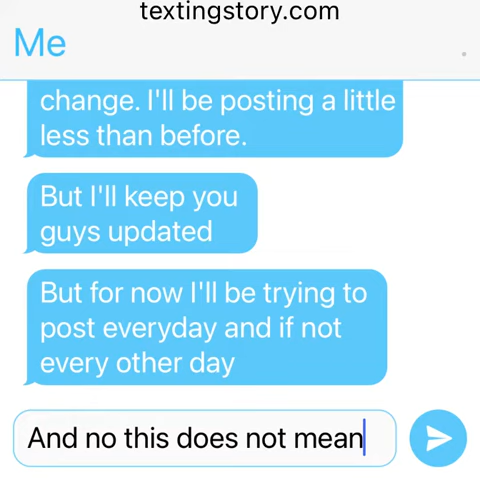 textingstory.com
Me
change. I'll be posting a little
less than before.
But I'll keep you
guys updated
But for now I'll be trying to
post everyday and if not
every other day
And no this does not mean